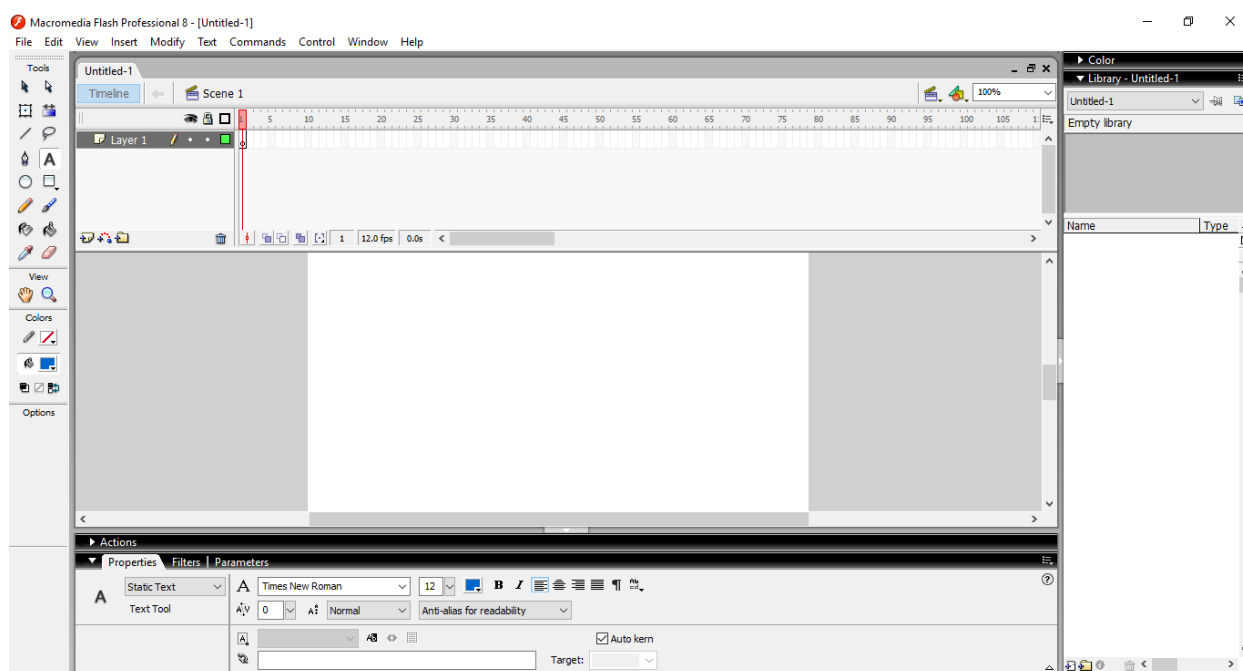 Macromedia Flash Professional 8 - [Untitled-1]
File Edit View Insert Modify Text Commands Control Window Help
Tools
Untitled-1
Timeline Scene 1 100%
5 10 15 20 25 30 35 40 45 50 55 60 65 70 75 80 85 90 95 100 105
Layer 1
1 12.0 fps 0.0s
View
Colors
Options
Color
Library - Untitled-1
Untitled-1
Empty library
Name Type
Actions
Properties Filters | Parameters
A Static Text A Times New Roman 12 B I
Text Tool A/V 0 Normal Anti-alias for readability
Auto kern
Target: